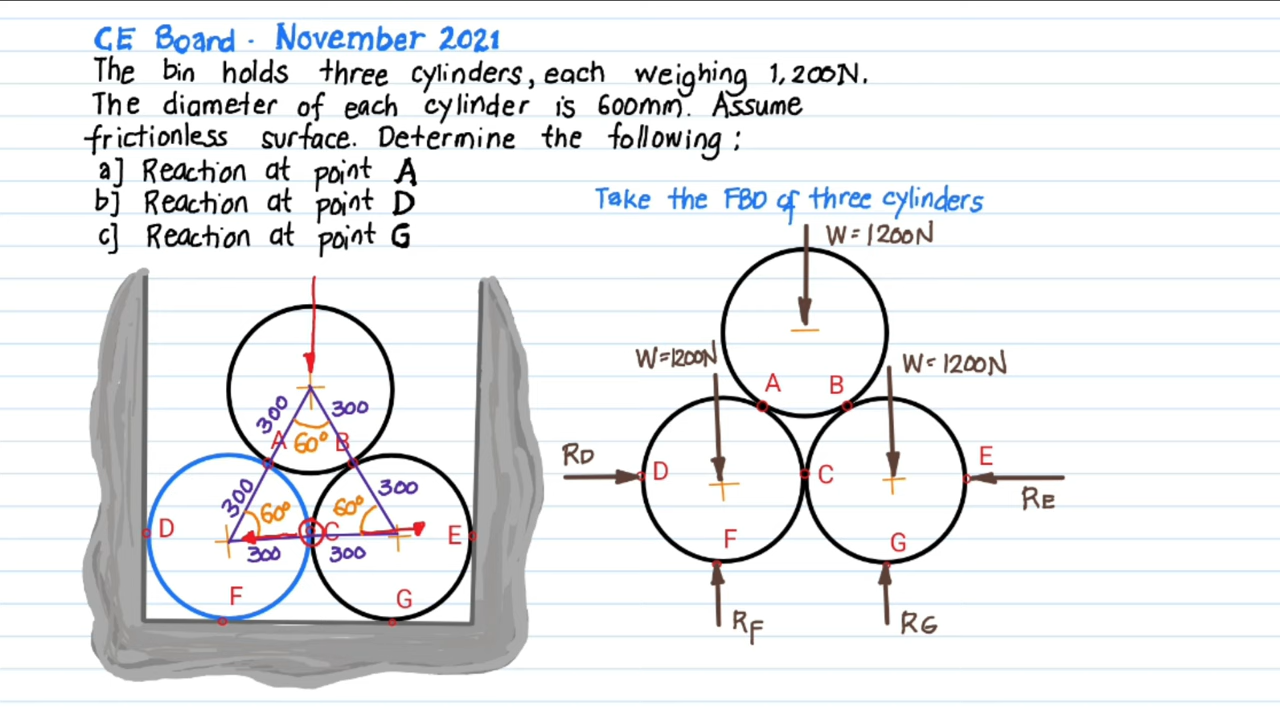 CE Board - November 2021
The bin holds three cylinders, each weighing 1,200N.
The diameter of each cylinder is 600mm. Assume
frictionless surface. Determine the following:
a] Reaction at point A
b] Reaction at point D
c] Reaction at point G
Take the FBD of three cylinders
W=1200N
W=1200N
W=1200N
A
B
RD
D
C
E
RE
F
G
RF
RG
300
300
A
60°
B
300
300
60°
60°
D
C
E
300
300
F
G